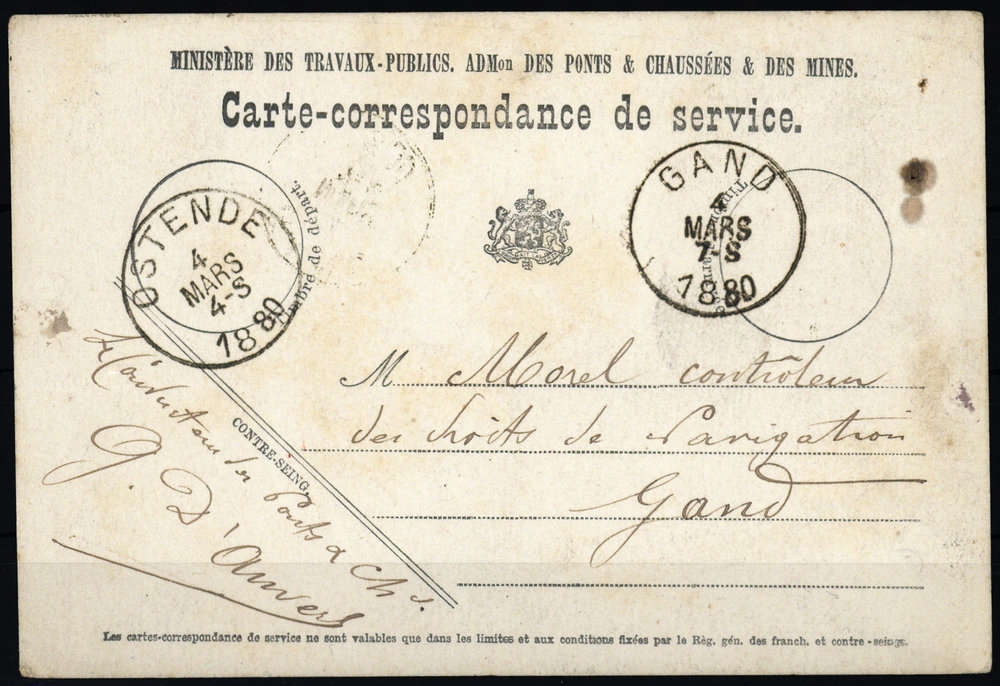 MINISTÈRE DES TRAVAUX-PUBLICS. ADMon DES PONTS & CHAUSSÉES & DES MINES.
Carte-correspondance de service.
Timbre de départ.
OSTENDE
4
MARS
4-S
1880
GAND
4
MARS
7-S
1880
M Morel contrôleur
des droits de Navigation
Gand
CONTRE-SEING.
Conducteur des Ponts & Ch.
G. D'Anvers
Les cartes-correspondance de service ne sont valables que dans les limites et aux conditions fixées par le Règ. gén. des franch. et contre-seings.